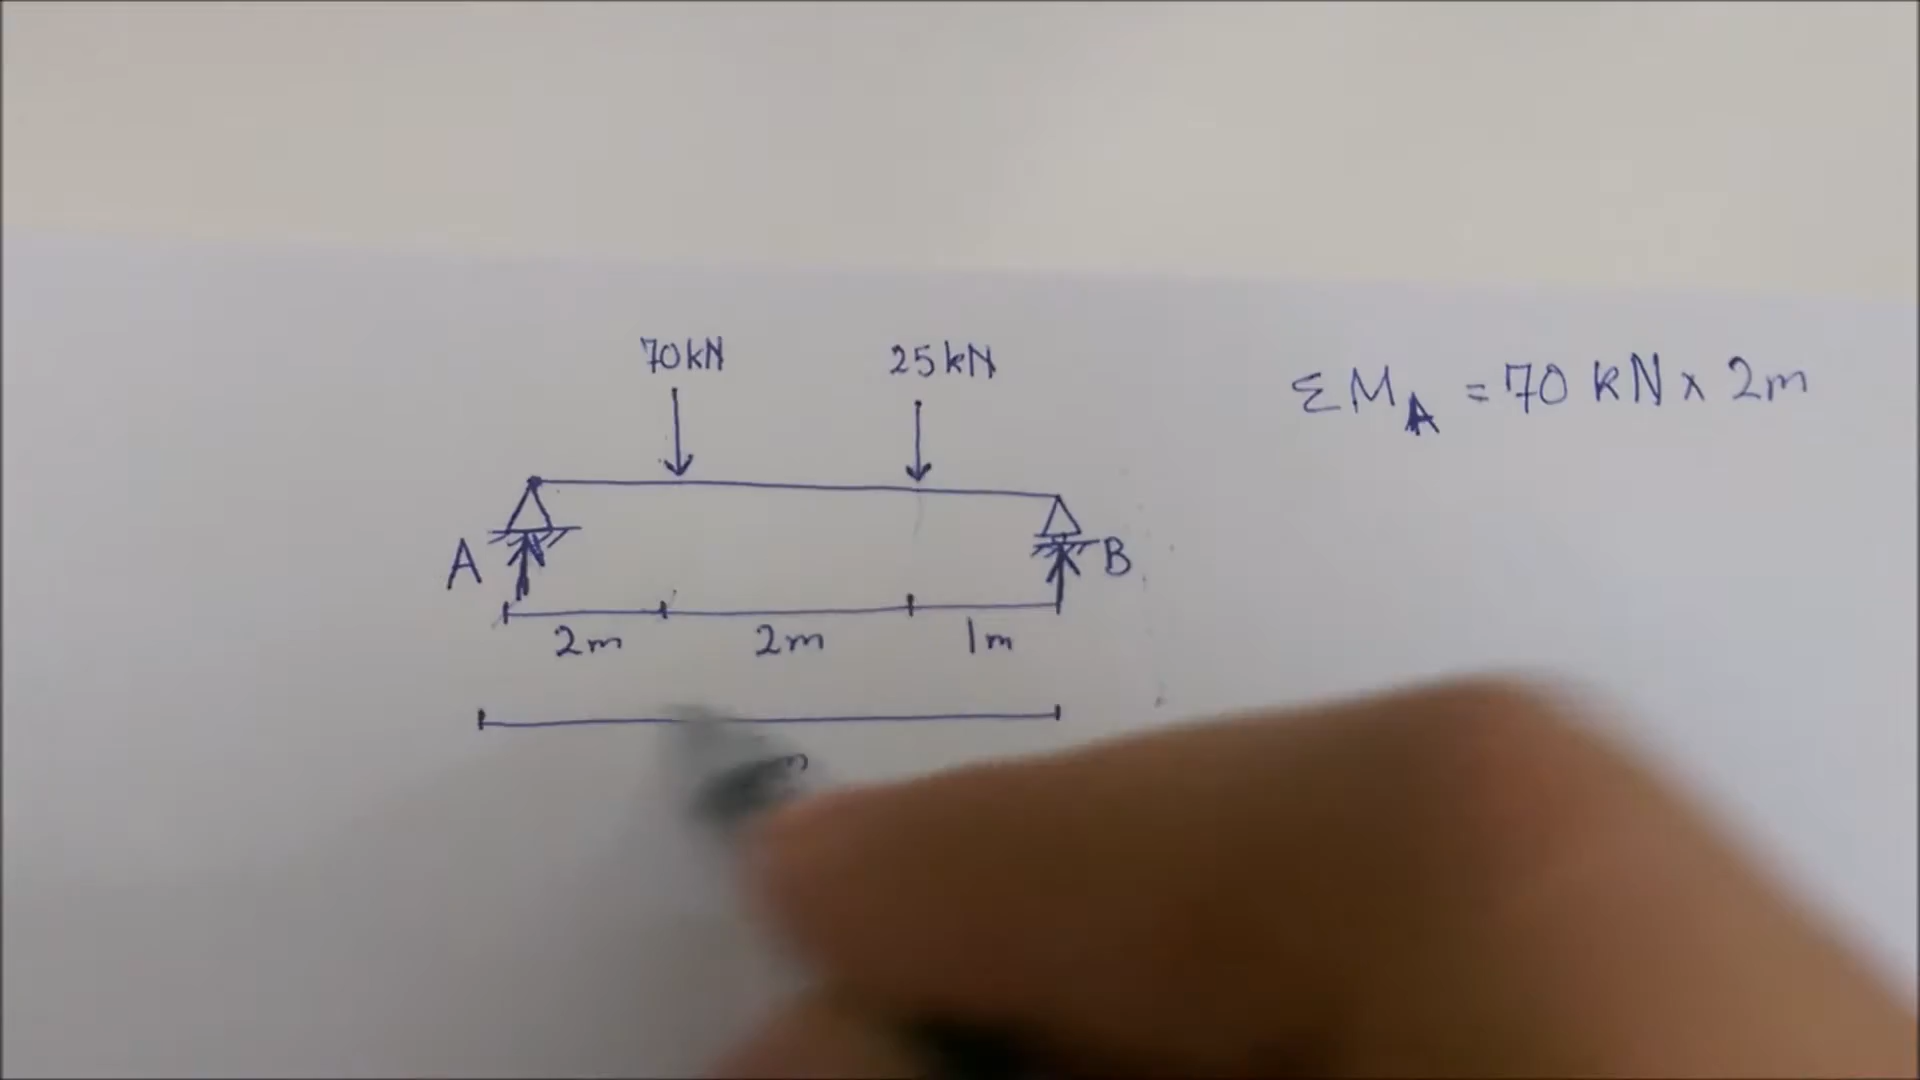 70kN
25kN
ΣM_A = 70 kN x 2m
A
B
2m
2m
1m